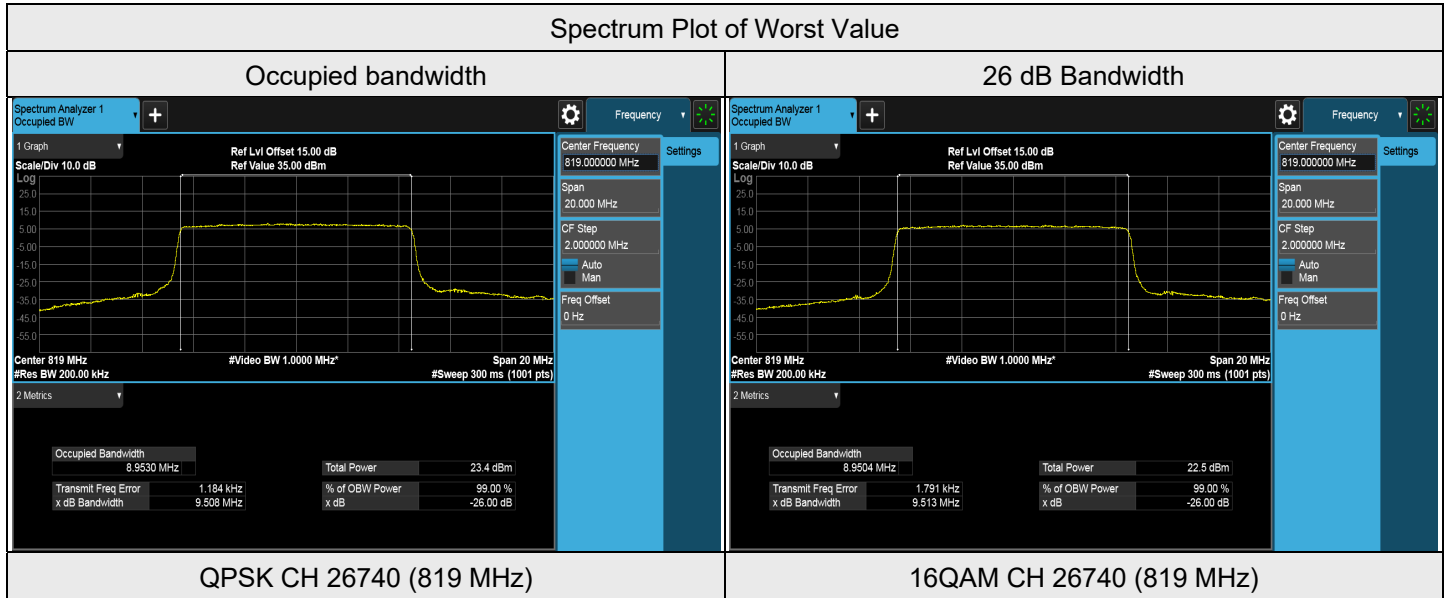 Spectrum Plot of Worst Value
Occupied bandwidth
26 dB Bandwidth
Spectrum Analyzer 1
Occupied BW
+
Frequency
1 Graph
Scale/Div 10.0 dB
Ref Lvl Offset 15.00 dB
Ref Value 35.00 dBm
Log
25.0
15.0
5.00
-5.00
-15.0
-25.0
-35.0
-45.0
-55.0
Center 819 MHz
#Video BW 1.0000 MHz*
Span 20 MHz
#Res BW 200.00 kHz
#Sweep 300 ms (1001 pts)
Center Frequency
819.000000 MHz
Settings
Span
20.000 MHz
CF Step
2.000000 MHz
Auto
Man
Freq Offset
0 Hz
2 Metrics
Occupied Bandwidth
8.9530 MHz
Total Power 23.4 dBm
Transmit Freq Error 1.184 kHz % of OBW Power 99.00 %
x dB Bandwidth 9.508 MHz x dB -26.00 dB
Spectrum Analyzer 1
Occupied BW
+
Frequency
1 Graph
Scale/Div 10.0 dB
Ref Lvl Offset 15.00 dB
Ref Value 35.00 dBm
Log
25.0
15.0
5.00
-5.00
-15.0
-25.0
-35.0
-45.0
-55.0
Center 819 MHz
#Video BW 1.0000 MHz*
Span 20 MHz
#Res BW 200.00 kHz
#Sweep 300 ms (1001 pts)
Center Frequency
819.000000 MHz
Settings
Span
20.000 MHz
CF Step
2.000000 MHz
Auto
Man
Freq Offset
0 Hz
2 Metrics
Occupied Bandwidth
8.9504 MHz
Total Power 22.5 dBm
Transmit Freq Error 1.791 kHz % of OBW Power 99.00 %
x dB Bandwidth 9.513 MHz x dB -26.00 dB
QPSK CH 26740 (819 MHz)
16QAM CH 26740 (819 MHz)